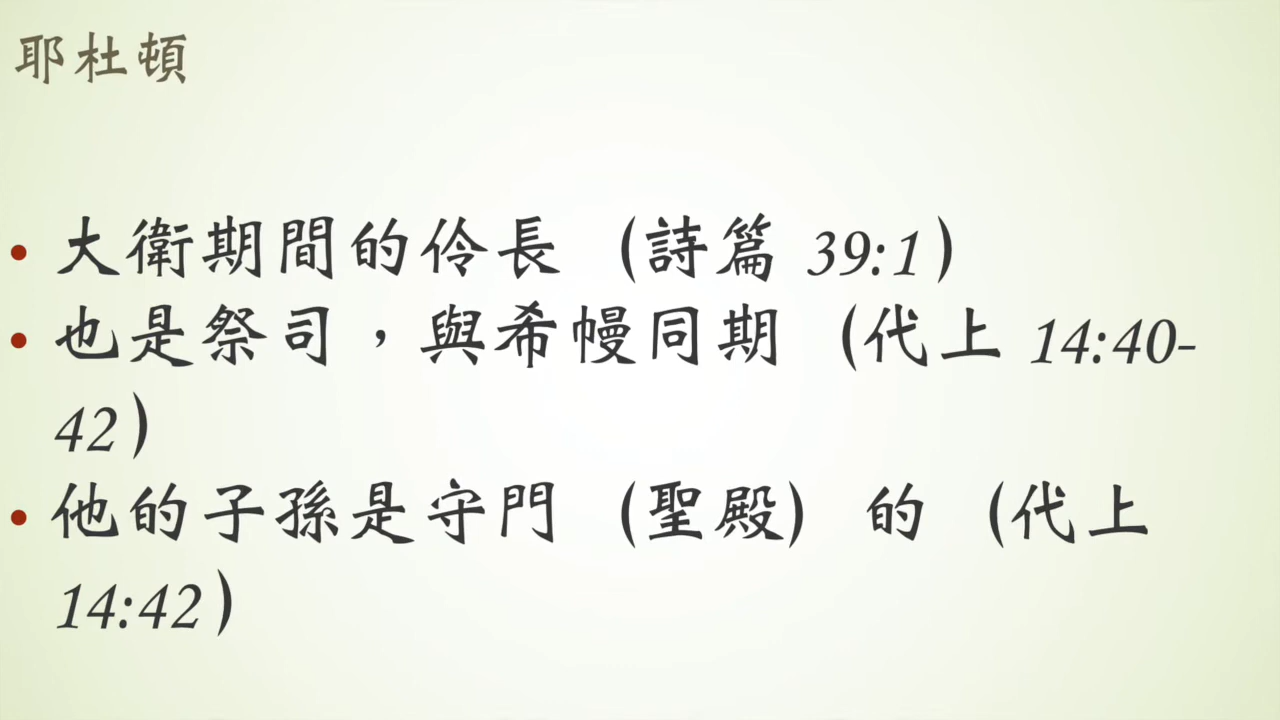 耶杜頓
• 大衛期間的伶長 (詩篇 39:1)
• 也是祭司，與希幔同期 (代上 14:40-
42)
• 他的子孫是守門 (聖殿) 的 (代上
14:42)